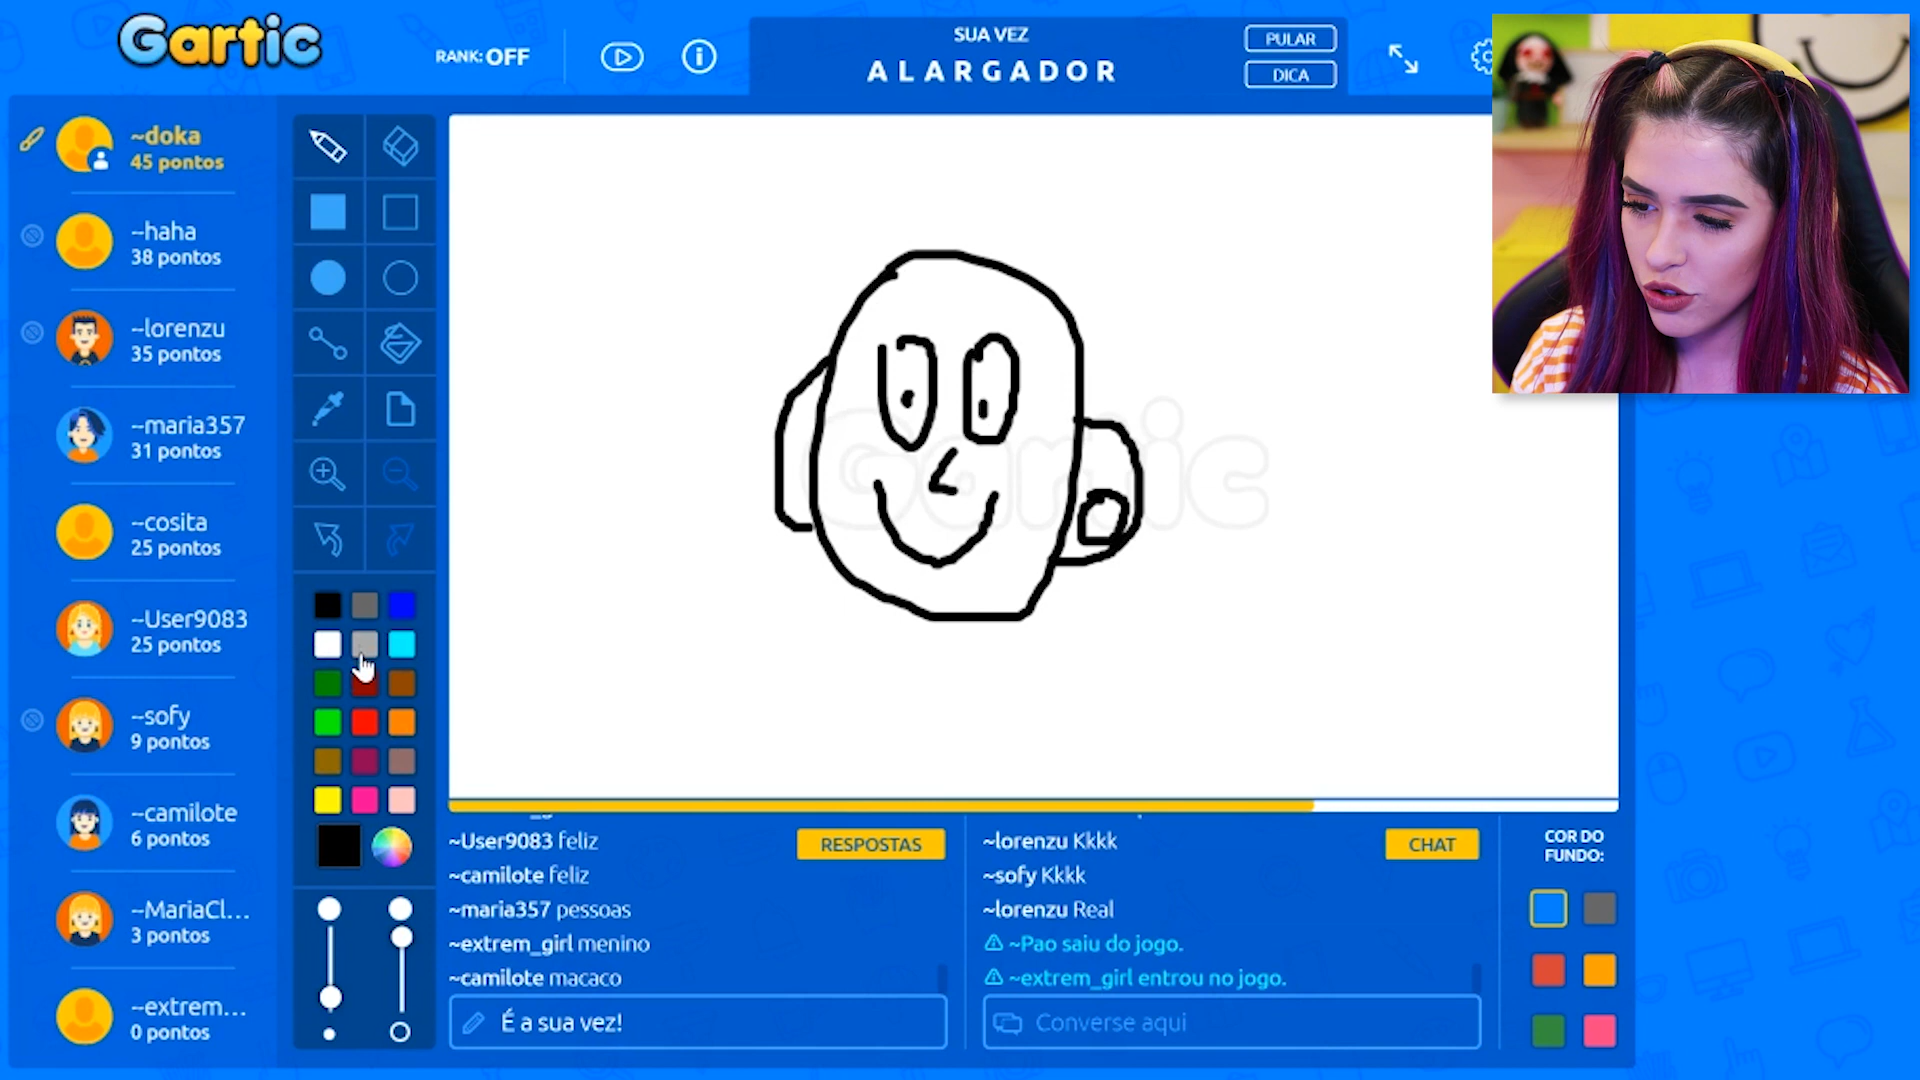 Gartic
RANK: OFF
SUA VEZ
ALARGADOR
PULAR
DICA
~doka
45 pontos
~haha
38 pontos
~lorenzu
35 pontos
~maria357
31 pontos
~cosita
25 pontos
~User9083
25 pontos
~sofy
9 pontos
~camilote
6 pontos
~MariaCl...
3 pontos
~extrem...
0 pontos
Gartic
~User9083 feliz
~camilote feliz
~maria357 pessoas
~extrem_girl menino
~camilote macaco
RESPOSTAS
É a sua vez!
~lorenzu Kkkk
~sofy Kkkk
~lorenzu Real
~Pao saiu do jogo.
~extrem_girl entrou no jogo.
CHAT
Converse aqui
COR DO
FUNDO: